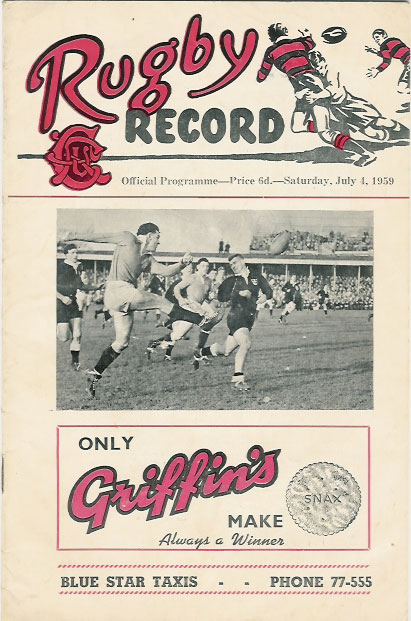 Rugby
RECORD
Official Programme—Price 6d.—Saturday, July 4, 1959
ONLY
Griffin's
MAKE
Always a Winner
SNAX
BLUE STAR TAXIS - - PHONE 77-555